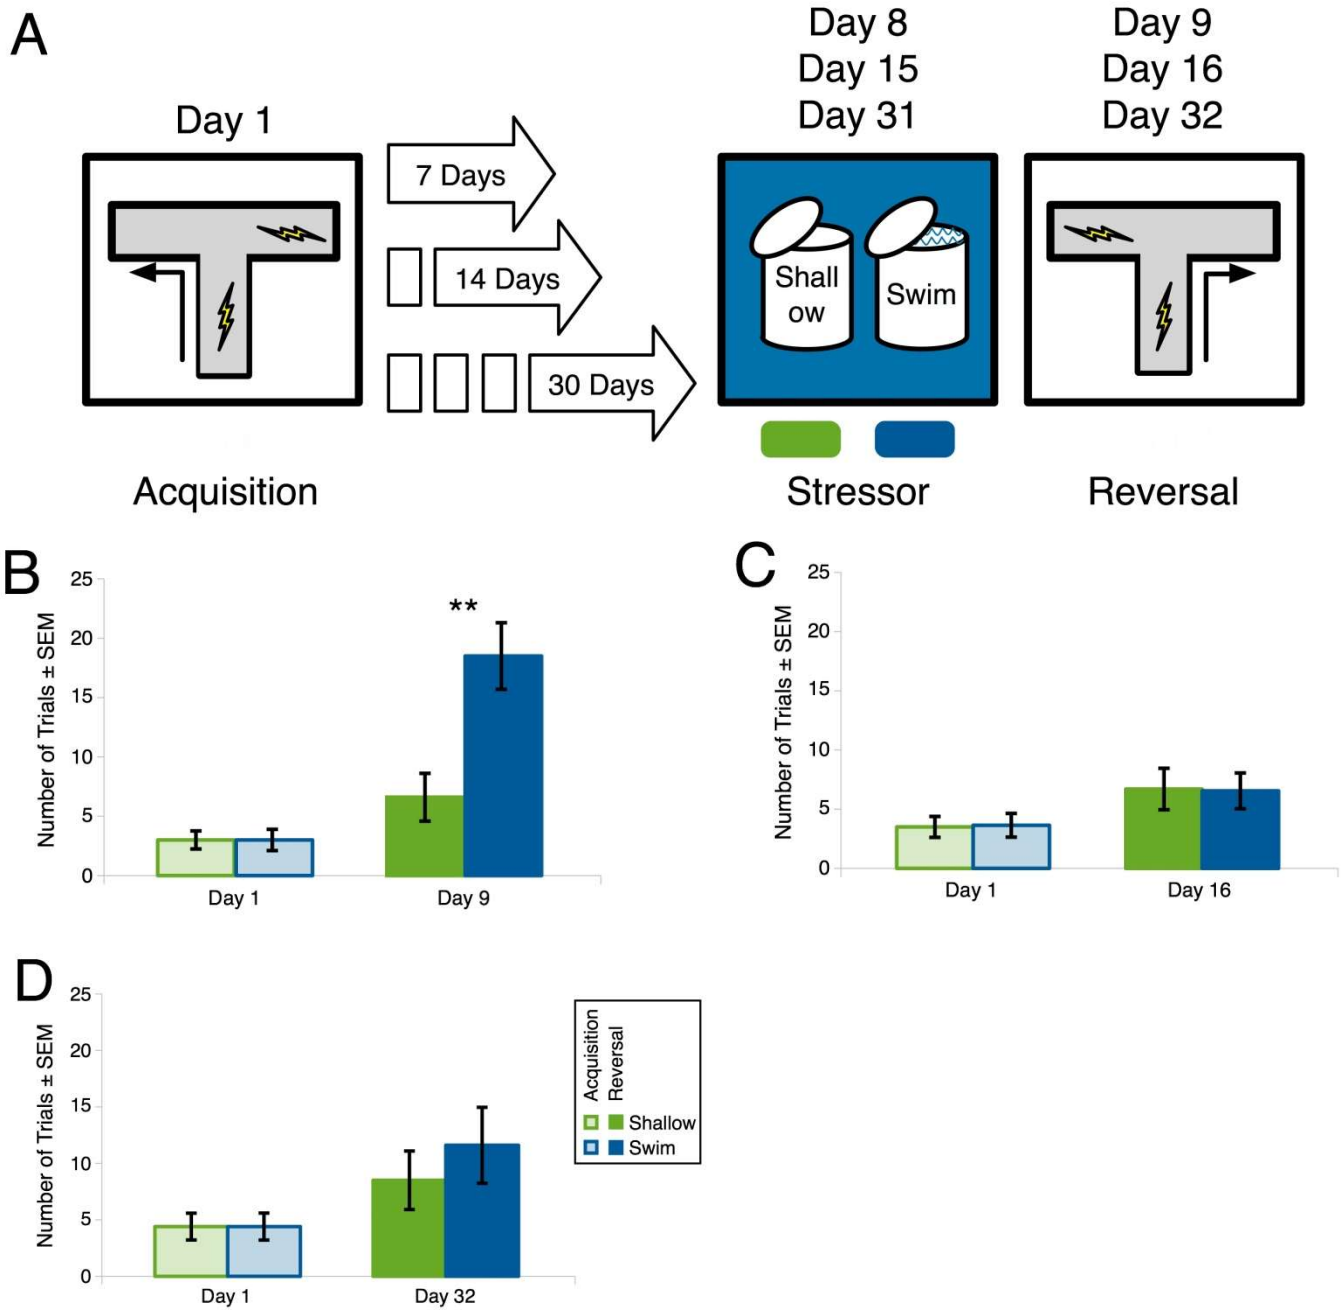 A
Day 1
7 Days
14 Days
30 Days
Day 8
Day 15
Day 31
Day 9
Day 16
Day 32
Shall
ow
Swim
Acquisition
Stressor
Reversal
B
Number of Trials ± SEM
25
20
15
10
5
0
**
Day 1
Day 9
C
Number of Trials ± SEM
25
20
15
10
5
0
Day 1
Day 16
D
Number of Trials ± SEM
25
20
15
10
5
0
Day 1
Day 32
Acquisition
Reversal
Shallow
Swim